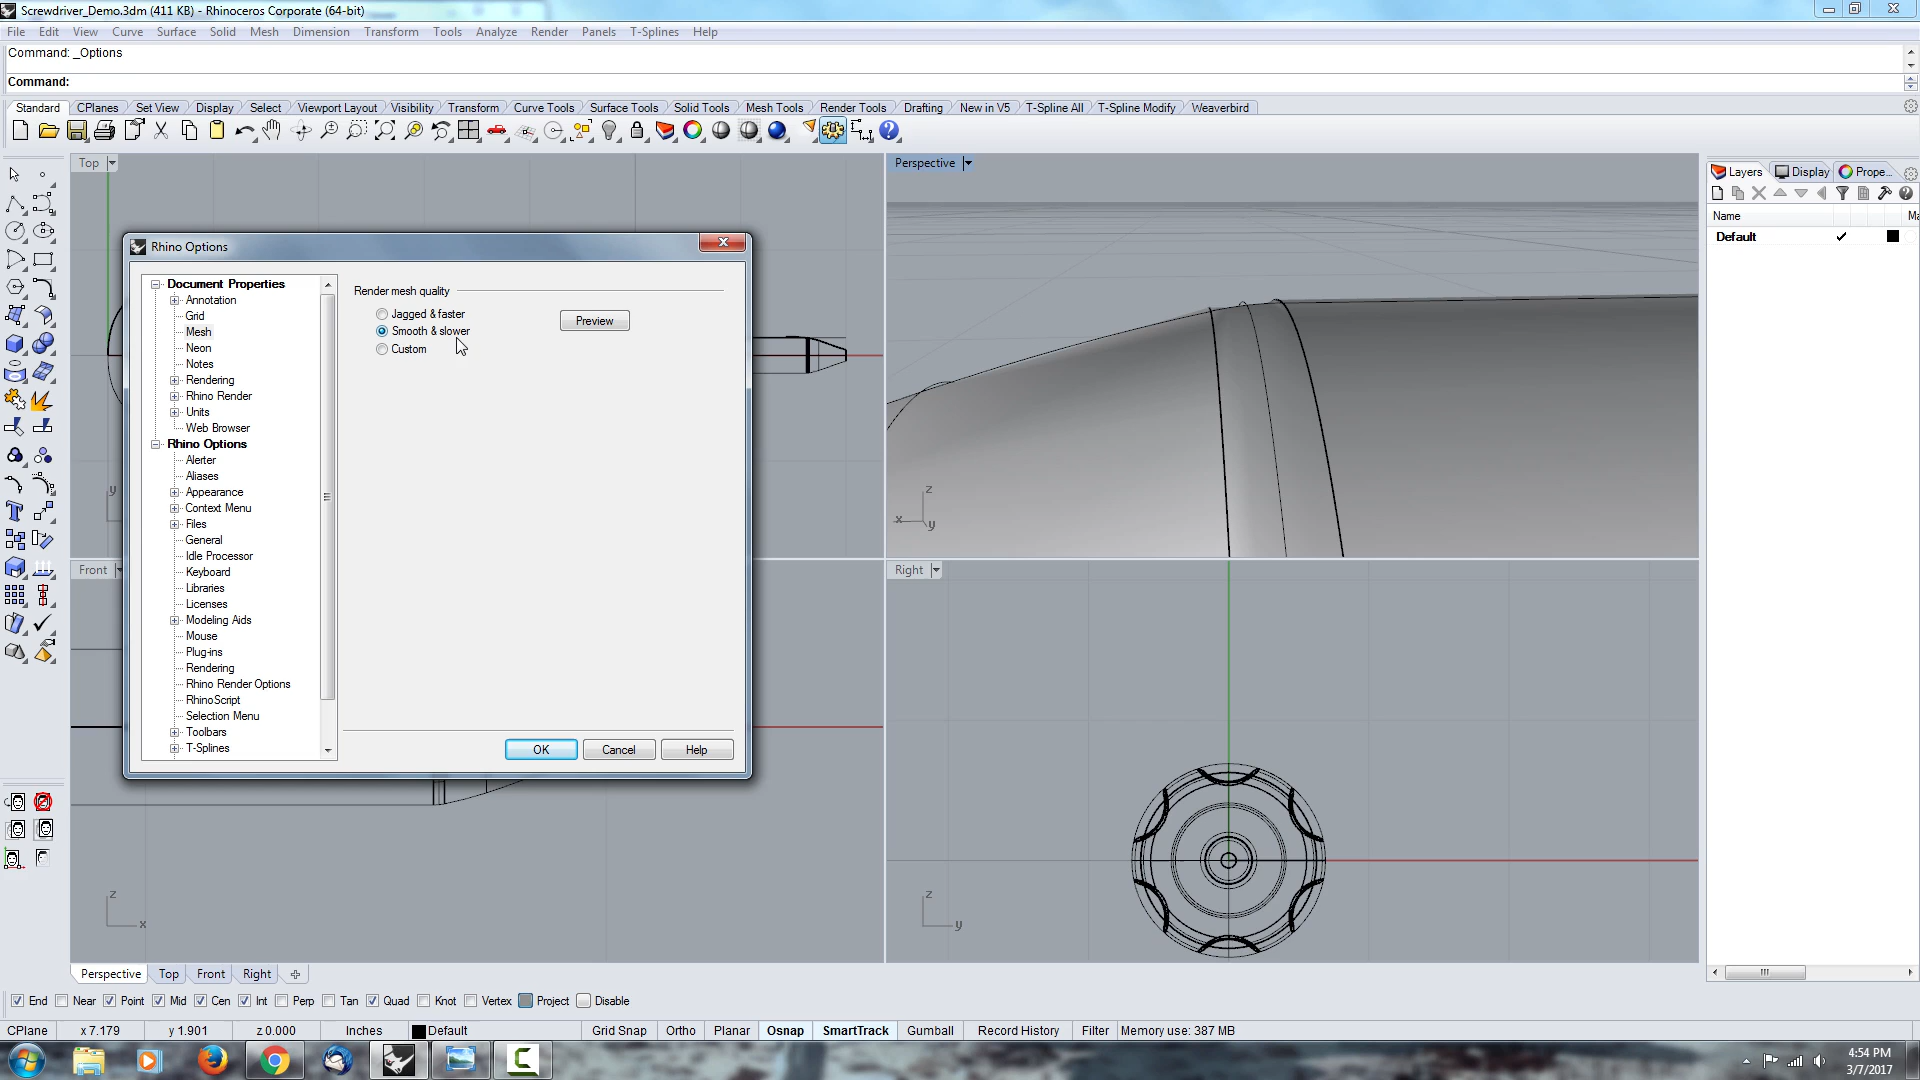 Screwdriver_Demo.3dm (411 KB) - Rhinoceros Corporate (64-bit)
File Edit View Curve Surface Solid Mesh Dimension Transform Tools Analyze Render Panels T-Splines Help
Command: _Options
Command:
Standard CPlanes Set View Display Select Viewport Layout Visibility Transform Curve Tools Surface Tools Solid Tools Mesh Tools Render Tools Drafting New in V5 T-Spline All T-Spline Modify Weaverbird
Top
Perspective
Layers Display Prope...
Name Ma
Default
Rhino Options
Document Properties
Annotation
Grid
Mesh
Neon
Notes
Rendering
Rhino Render
Units
Web Browser
Rhino Options
Alerter
Aliases
Appearance
Context Menu
Files
General
Idle Processor
Keyboard
Libraries
Licenses
Modeling Aids
Mouse
Plug-ins
Rendering
Rhino Render Options
RhinoScript
Selection Menu
Toolbars
T-Splines
Render mesh quality
Jagged & faster
Smooth & slower
Custom
Preview
OK Cancel Help
y
z
x
y
Front
Right
z
x
z
y
Perspective Top Front Right
End Near Point Mid Cen Int Perp Tan Quad Knot Vertex Project Disable
CPlane x 7.179 y 1.901 z 0.000 Inches Default Grid Snap Ortho Planar Osnap SmartTrack Gumball Record History Filter Memory use: 387 MB
4:54 PM
3/7/2017